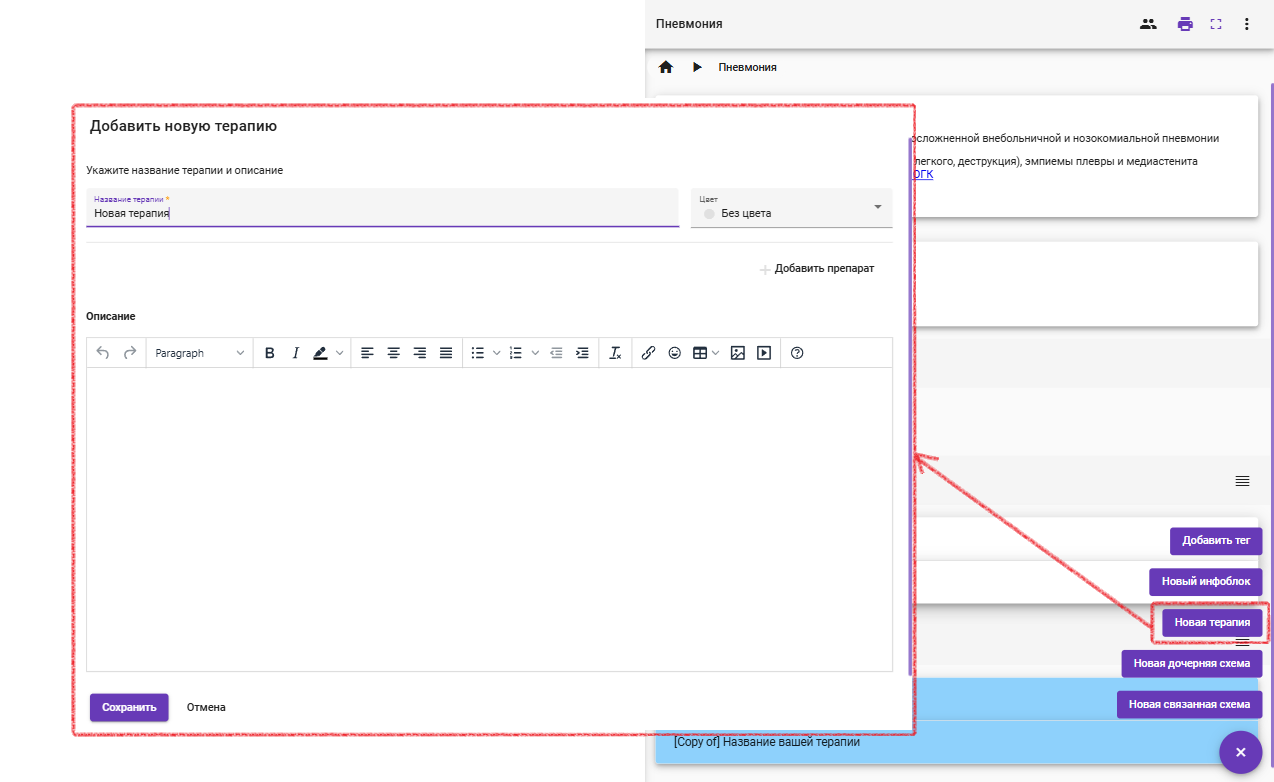 Пневмония
Пневмония
Добавить новую терапию
осложненной внебольничной и нозокомиальной пневмонии
легкого, деструкция), эмпиемы плевры и медиастенита
ОГК
Укажите название терапии и описание
Название терапии *
Новая терапия
Цвет
Без цвета
Добавить препарат
Описание
Paragraph
Добавить тег
Новый инфоблок
Новая терапия
Новая дочерняя схема
Новая связанная схема
Сохранить
Отмена
[Copy of] Название вашей терапии